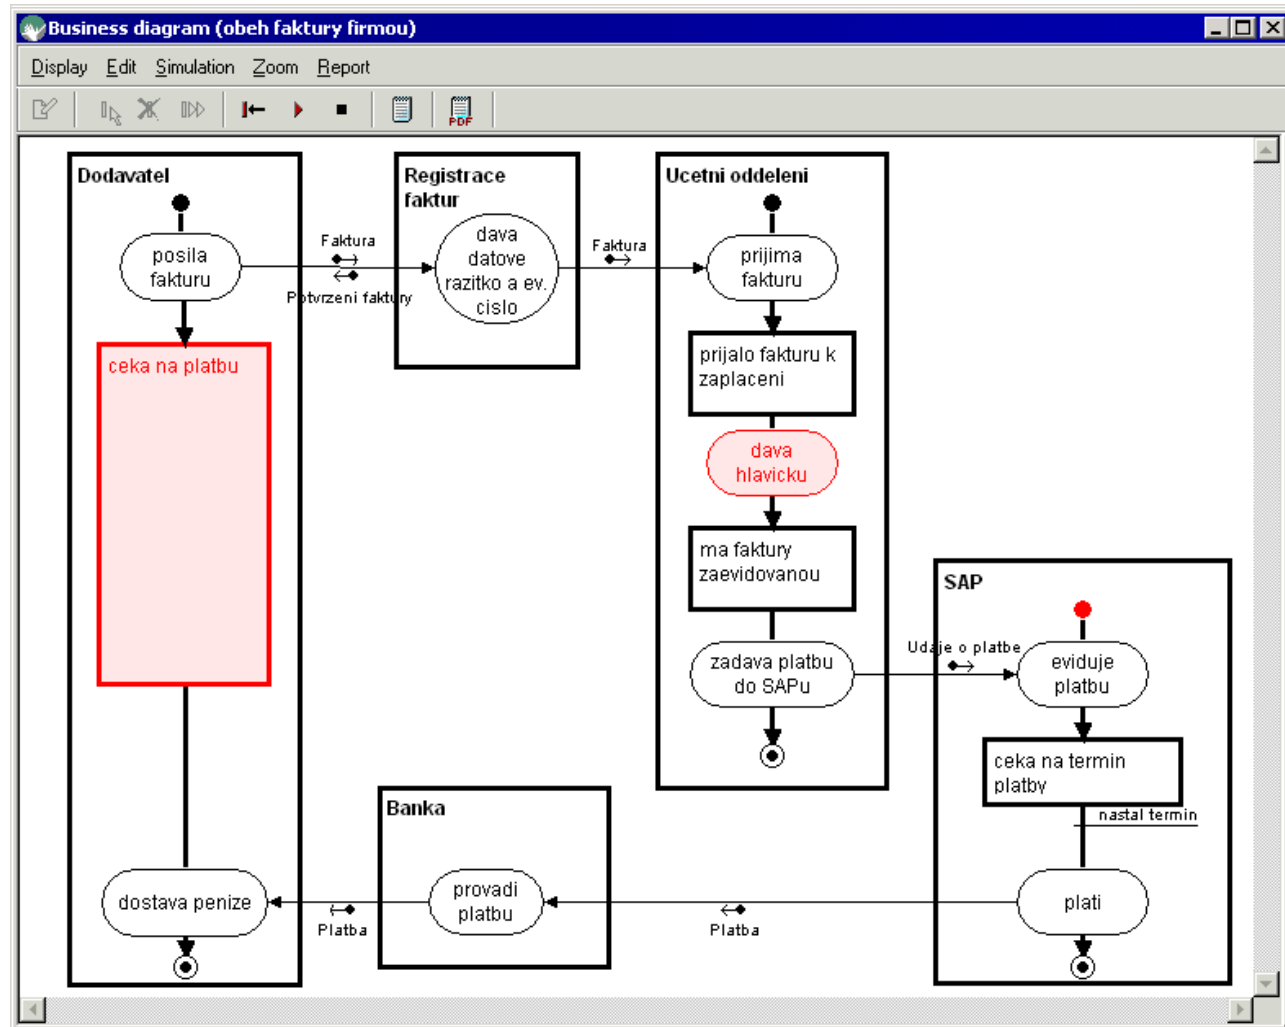 Business diagram (obeh faktury firmou)
Display Edit Simulation Zoom Report
PDF
Dodavatel
posila
fakturu
ceka na platbu
dostava penize
Faktura
Potvrzeni faktury
Registrace
faktur
dava
datove
razitko a ev.
cislo
Faktura
Ucetni oddeleni
prijima
fakturu
prijalo fakturu k
zaplaceni
dava
hlavicku
ma faktury
zaevidovanou
zadava platbu
do SAPu
Udaje o platbe
SAP
eviduje
platbu
ceka na termin
platby
nastal termin
plati
Platba
Banka
provadi
platbu
Platba